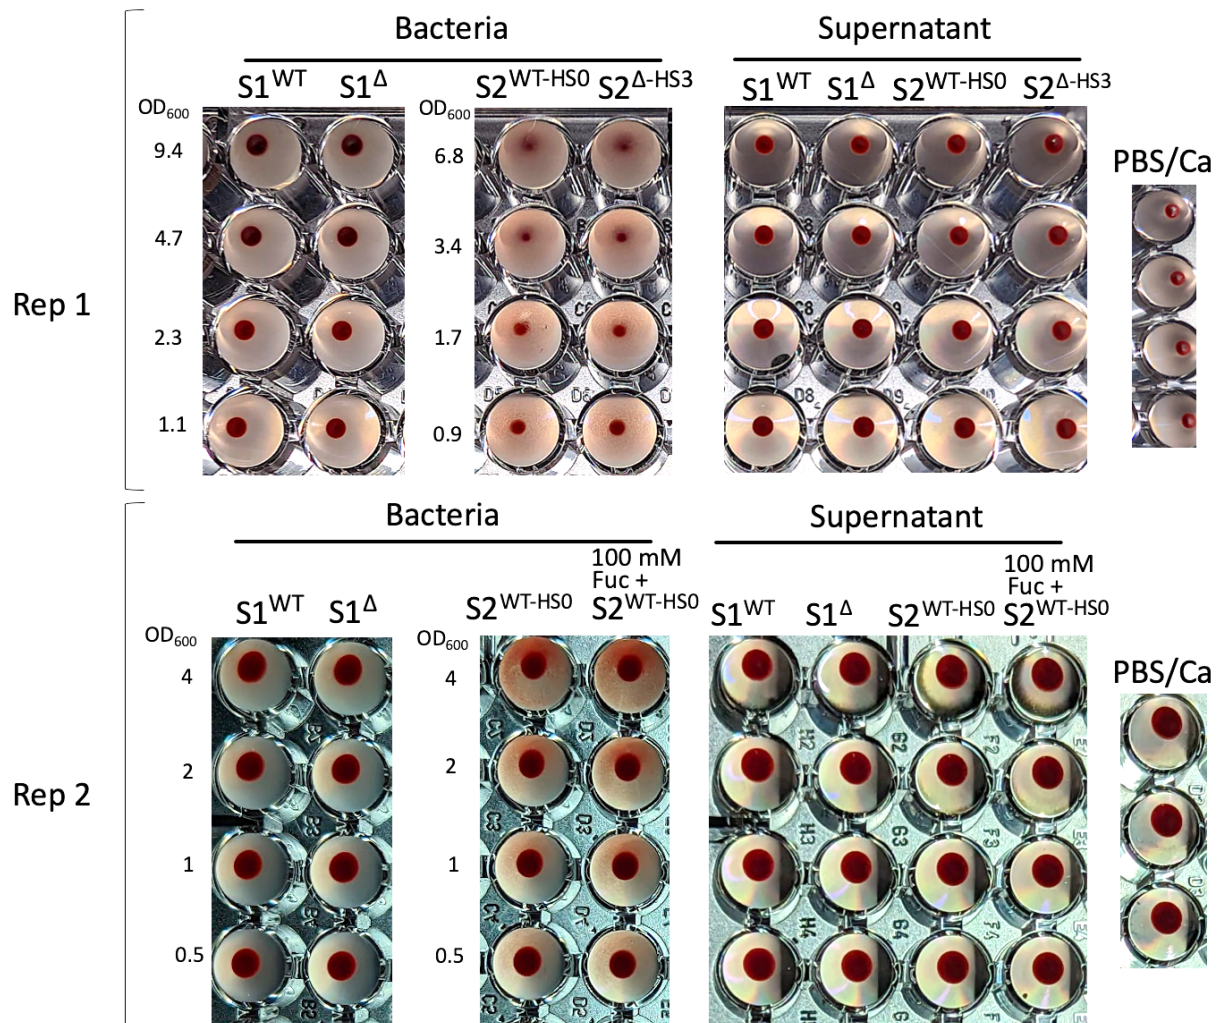 Bacteria
Supernatant
S1WT S1Δ S2WT-HS0 S2Δ-HS3 S1WT S1Δ S2WT-HS0 S2Δ-HS3
OD600 OD600
9.4 6.8
PBS/Ca
4.7 3.4
Rep 1
2.3 1.7
1.1 0.9
Bacteria
Supernatant
100 mM
Fuc +
100 mM
Fuc +
S1WT S1Δ S2WT-HS0 S2WT-HS0 S1WT S1Δ S2WT-HS0 S2WT-HS0
OD600 OD600
4 4
PBS/Ca
2 2
Rep 2
1 1
0.5 0.5